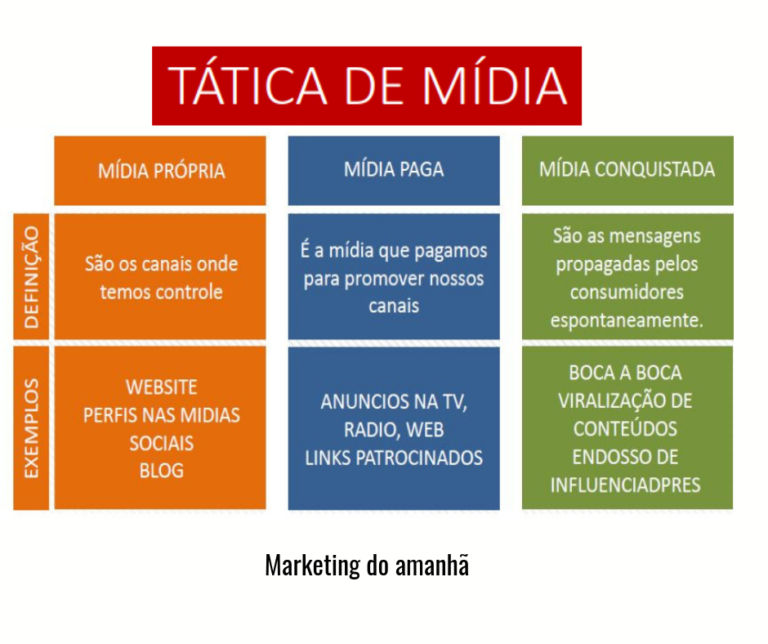 TÁTICA DE MÍDIA
MÍDIA PRÓPRIA
MÍDIA PAGA
MÍDIA CONQUISTADA
DEFINIÇÃO
São os canais onde
temos controle
É a mídia que pagamos
para promover nossos
canais
São as mensagens
propagadas pelos
consumidores
espontaneamente.
EXEMPLOS
WEBSITE
PERFIS NAS MIDIAS
SOCIAIS
BLOG
ANUNCIOS NA TV,
RADIO, WEB
LINKS PATROCINADOS
BOCA A BOCA
VIRALIZAÇÃO DE
CONTEÚDOS
ENDOSSO DE
INFLUENCIADPRES
Marketing do amanhã